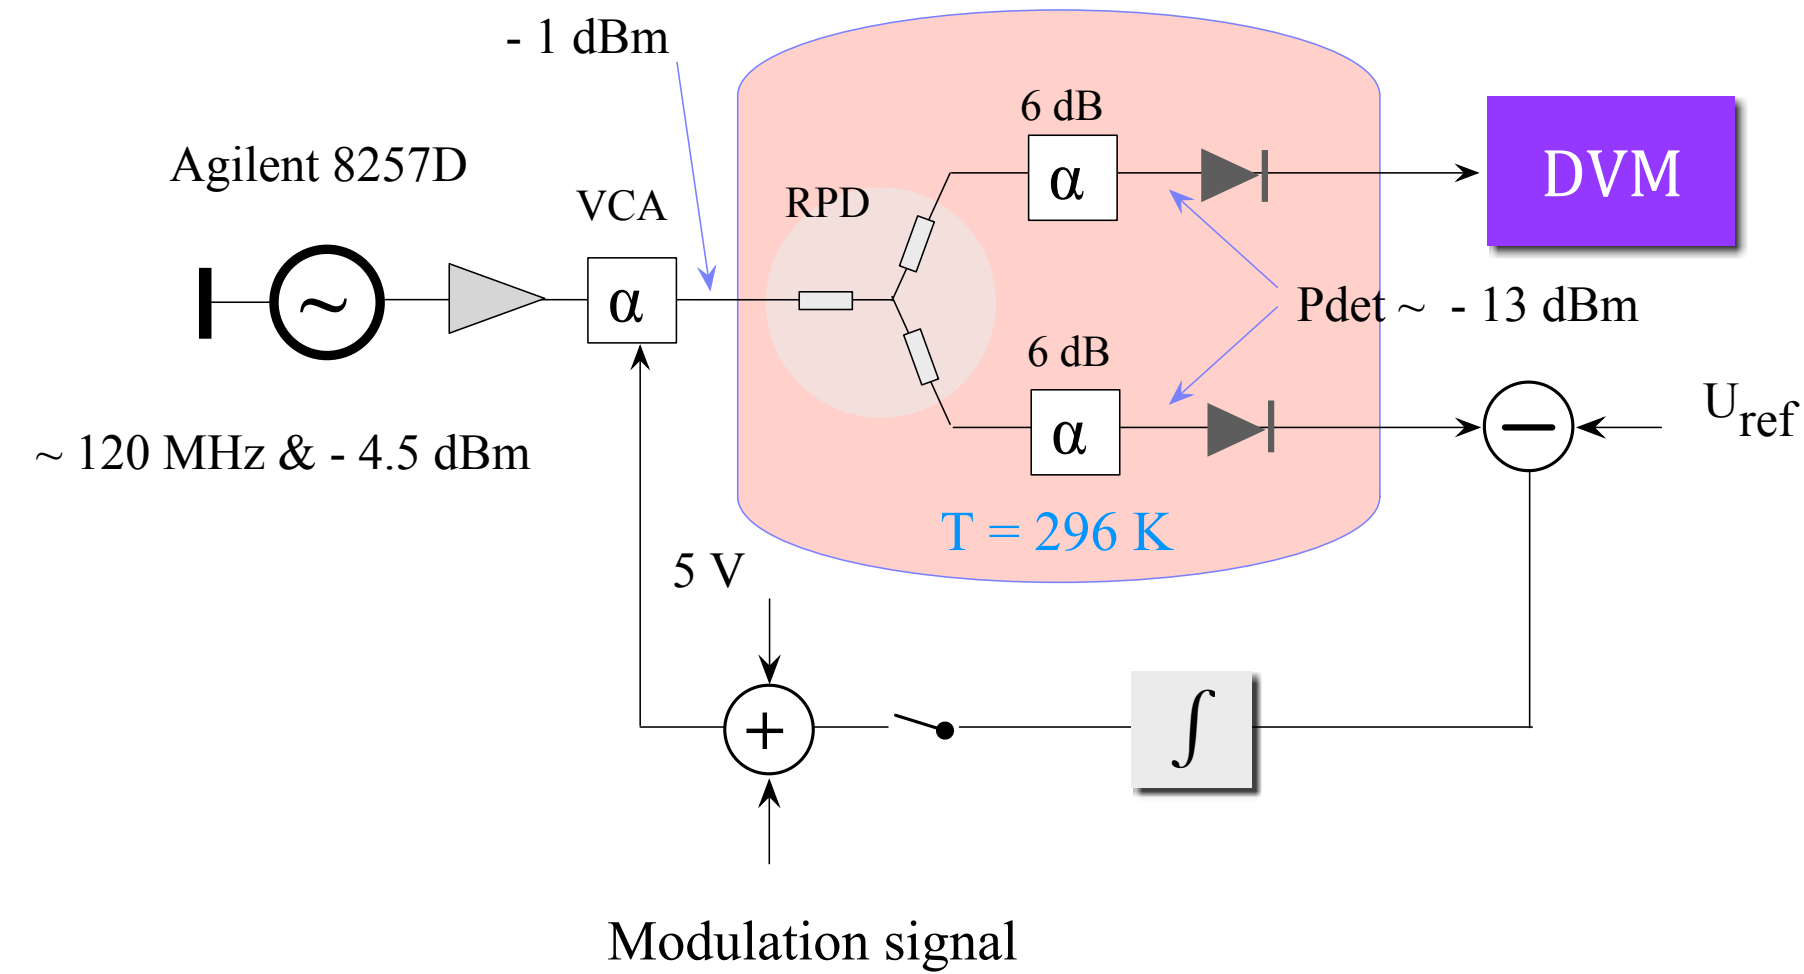 - 1 dBm
6 dB
Agilent 8257D
DVM
VCA
RPD
α
~
α
Pdet ~ - 13 dBm
6 dB
α
Uref
~ 120 MHz & - 4.5 dBm
T = 296 K
5 V
+
∫
Modulation signal